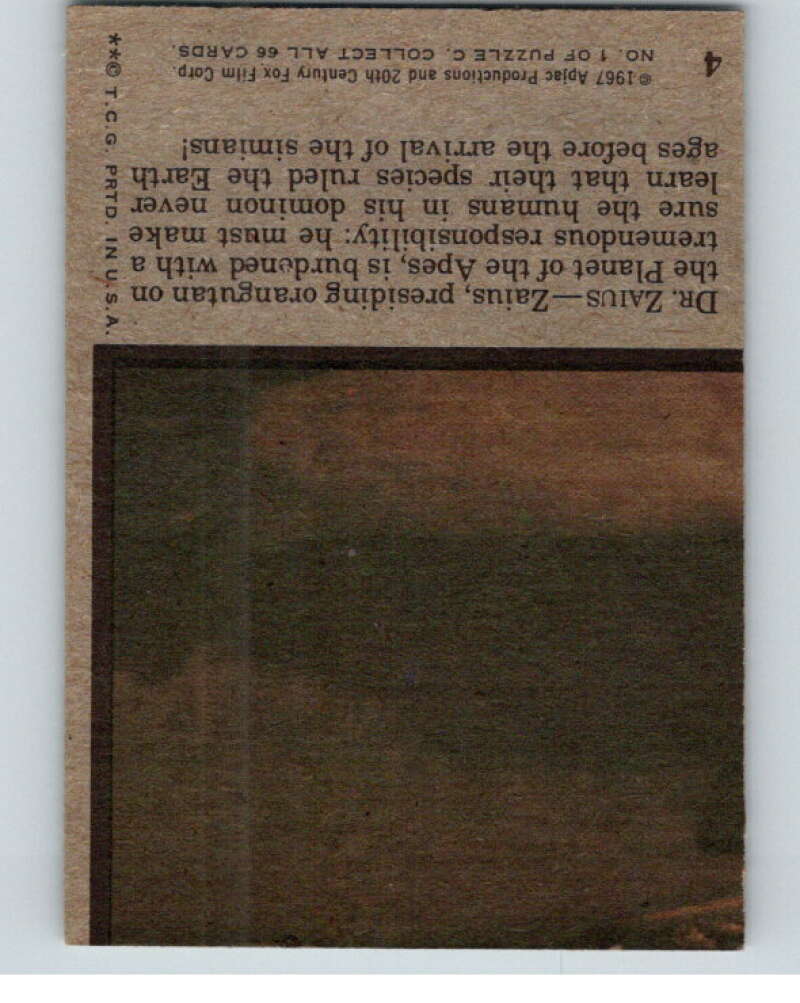 DR. ZAIUS—Zaius, presiding orangutan on
the Planet of the Apes, is burdened with a
tremendous responsibility: he must make
sure the humans in his dominon never
learn that their species ruled the Earth
ages before the arrival of the simians!
4
©1967 Apjac Productions and 20th Century Fox Film Corp.
NO. 1 OF PUZZLE C. COLLECT ALL 66 CARDS.
**© T.C.G. PRTD. IN U.S.A.